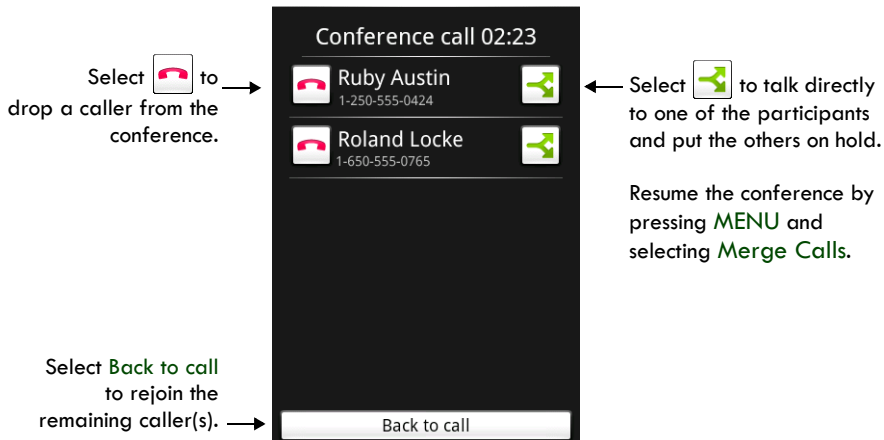 Conference call 02:23
Select to
drop a caller from the
conference.
Ruby Austin
1-250-555-0424
Roland Locke
1-650-555-0765
Select to talk directly
to one of the participants
and put the others on hold.
Resume the conference by
pressing MENU and
selecting Merge Calls.
Select Back to call
to rejoin the
remaining caller(s).
Back to call